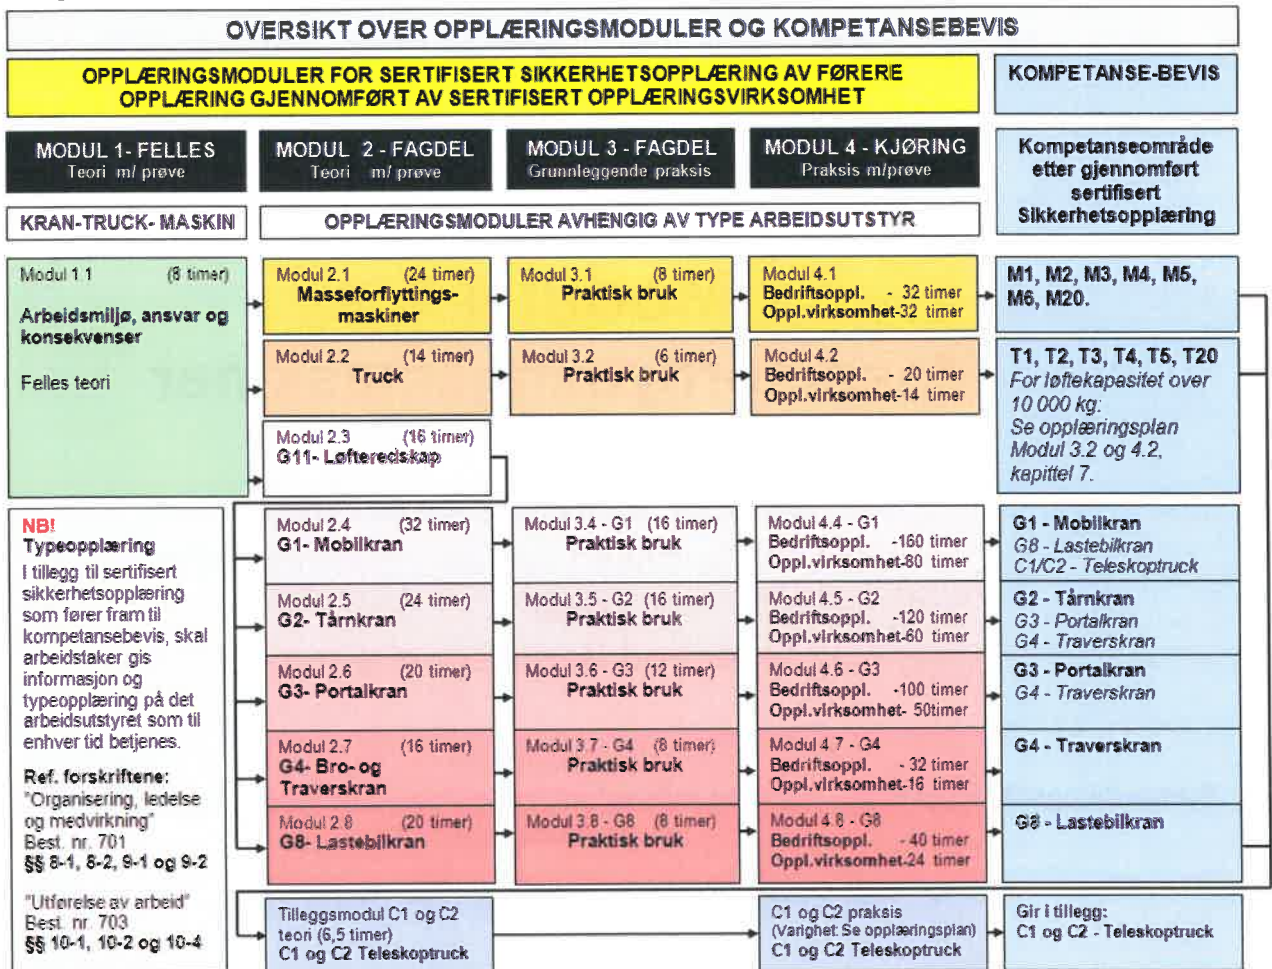 OVERSIKT OVER OPPLÆRINGSMODULER OG KOMPETANSEBEVIS
OPPLÆRINGSMODULER FOR SERTIFISERT SIKKERHETSOPPLÆRING AV FØRERE
OPPLÆRING GJENNOMFØRT AV SERTIFISERT OPPLÆRINGSVIRKSOMHET
KOMPETANSE-BEVIS
MODUL 1- FELLES
Teori m/ prøve
MODUL 2 - FAGDEL
Teori m/ prøve
MODUL 3 - FAGDEL
Grunnleggende praksis
MODUL 4 - KJØRING
Praksis m/prøve
Kompetanseområde
etter gjennomført
sertifisert
Sikkerhetsopplæring
KRAN-TRUCK- MASKIN
OPPLÆRINGSMODULER AVHENGIG AV TYPE ARBEIDSUTSTYR
Modul 1.1 (8 timer)
Arbeidsmiljø, ansvar og
konsekvenser
Felles teori
Modul 2.1 (24 timer)
Masseforflyttings-
maskiner
Modul 3.1 (8 timer)
Praktisk bruk
Modul 4.1
Bedriftsoppl. - 32 timer
Oppl.virksomhet-32 timer
M1, M2, M3, M4, M5,
M6, M20.
Modul 2.2 (14 timer)
Truck
Modul 3.2 (6 timer)
Praktisk bruk
Modul 4.2
Bedriftsoppl. - 20 timer
Oppl.virksomhet-14 timer
T1, T2, T3, T4, T5, T20
For løftekapasitet over
10 000 kg:
Se opplæringsplan
Modul 3.2 og 4.2,
kapittel 7.
Modul 2.3 (16 timer)
G11- Løfteredskap
NB!
Typeopplæring
I tillegg til sertifisert
sikkerhetsopplæring
som fører fram til
kompetansebevis, skal
arbeidstaker gis
informasjon og
typeopplæring på det
arbeidsutstyret som til
enhver tid betjenes.
Ref. forskriftene:
"Organisering, ledelse
og medvirkning"
Best. nr. 701
§§ 8-1, 8-2, 9-1 og 9-2
"Utførelse av arbeid"
Best. nr. 703
§§ 10-1, 10-2 og 10-4
Modul 2.4 (32 timer)
G1- Mobilkran
Modul 3.4 - G1 (16 timer)
Praktisk bruk
Modul 4.4 - G1
Bedriftsoppl. -160 timer
Oppl.virksomhet-80 timer
G1 - Mobilkran
G8 - Lastebilkran
C1/C2 - Teleskoptruck
Modul 2.5 (24 timer)
G2- Tårnkran
Modul 3.5 - G2 (16 timer)
Praktisk bruk
Modul 4.5 - G2
Bedriftsoppl. -120 timer
Oppl.virksomhet-60 timer
G2 - Tårnkran
G3 - Portalkran
G4 - Traverskran
Modul 2.6 (20 timer)
G3- Portalkran
Modul 3.6 - G3 (12 timer)
Praktisk bruk
Modul 4.6 - G3
Bedriftsoppl. -100 timer
Oppl.virksomhet- 50timer
G3 - Portalkran
G4 - Traverskran
Modul 2.7 (16 timer)
G4- Bro- og
Traverskran
Modul 3.7 - G4 (8 timer)
Praktisk bruk
Modul 4.7 - G4
Bedriftsoppl. - 32 timer
Oppl.virksomhet-16 timer
G4 - Traverskran
Modul 2.8 (20 timer)
G8- Lastebilkran
Modul 3.8 - G8 (8 timer)
Praktisk bruk
Modul 4.8 - G8
Bedriftsoppl. - 40 timer
Oppl.virksomhet-24 timer
G8 - Lastebilkran
Tilleggsmodul C1 og C2
teori (6,5 timer)
C1 og C2 Teleskoptruck
C1 og C2 praksis
(Varighet: Se opplæringsplan)
C1 og C2 Teleskoptruck
Gir i tillegg:
C1 og C2 - Teleskoptruck